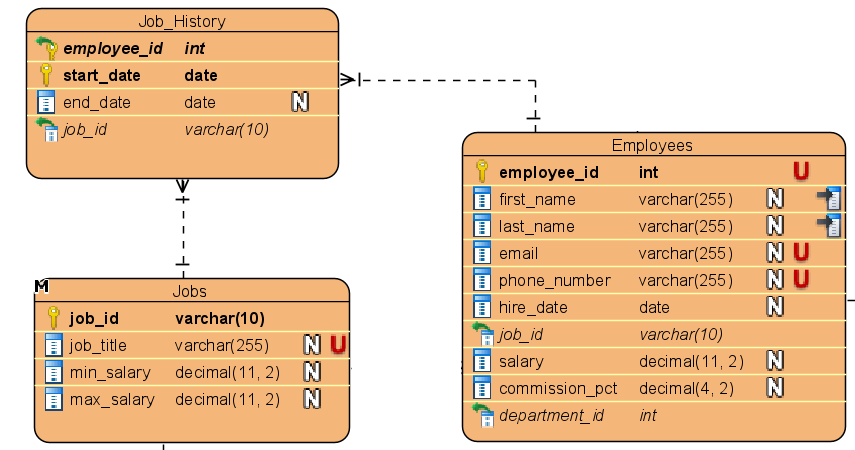 Job_History
employee_id int
start_date date
end_date date N
job_id varchar(10)
Employees
employee_id int U
first_name varchar(255) N
last_name varchar(255) N
email varchar(255) N U
phone_number varchar(255) N U
hire_date date N
job_id varchar(10)
salary decimal(11, 2) N
commission_pct decimal(4, 2) N
department_id int
M
Jobs
job_id varchar(10)
job_title varchar(255) N U
min_salary decimal(11, 2) N
max_salary decimal(11, 2) N